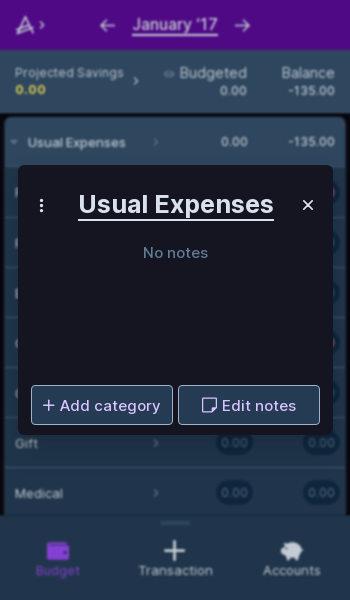 January '17
Projected Savings
0.00
Budgeted
0.00
Balance
-135.00
Usual Expenses
0.00
-135.00
Usual Expenses
No notes
Add category
Edit notes
Gift
0.00
0.00
Medical
0.00
0.00
Budget
Transaction
Accounts